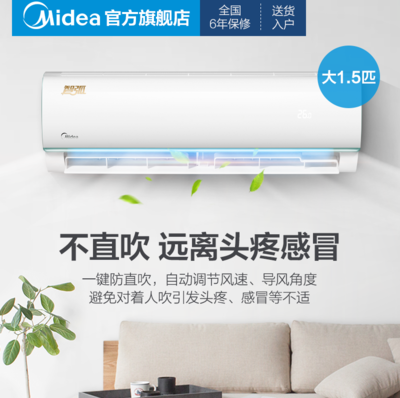 Midea 官方旗舰店
全国
6年保修
送货
入户
大1.5匹
Midea
不直吹 远离头疼感冒
一键防直吹，自动调节风速、导风角度
避免对着人吹引发头疼、感冒等不适